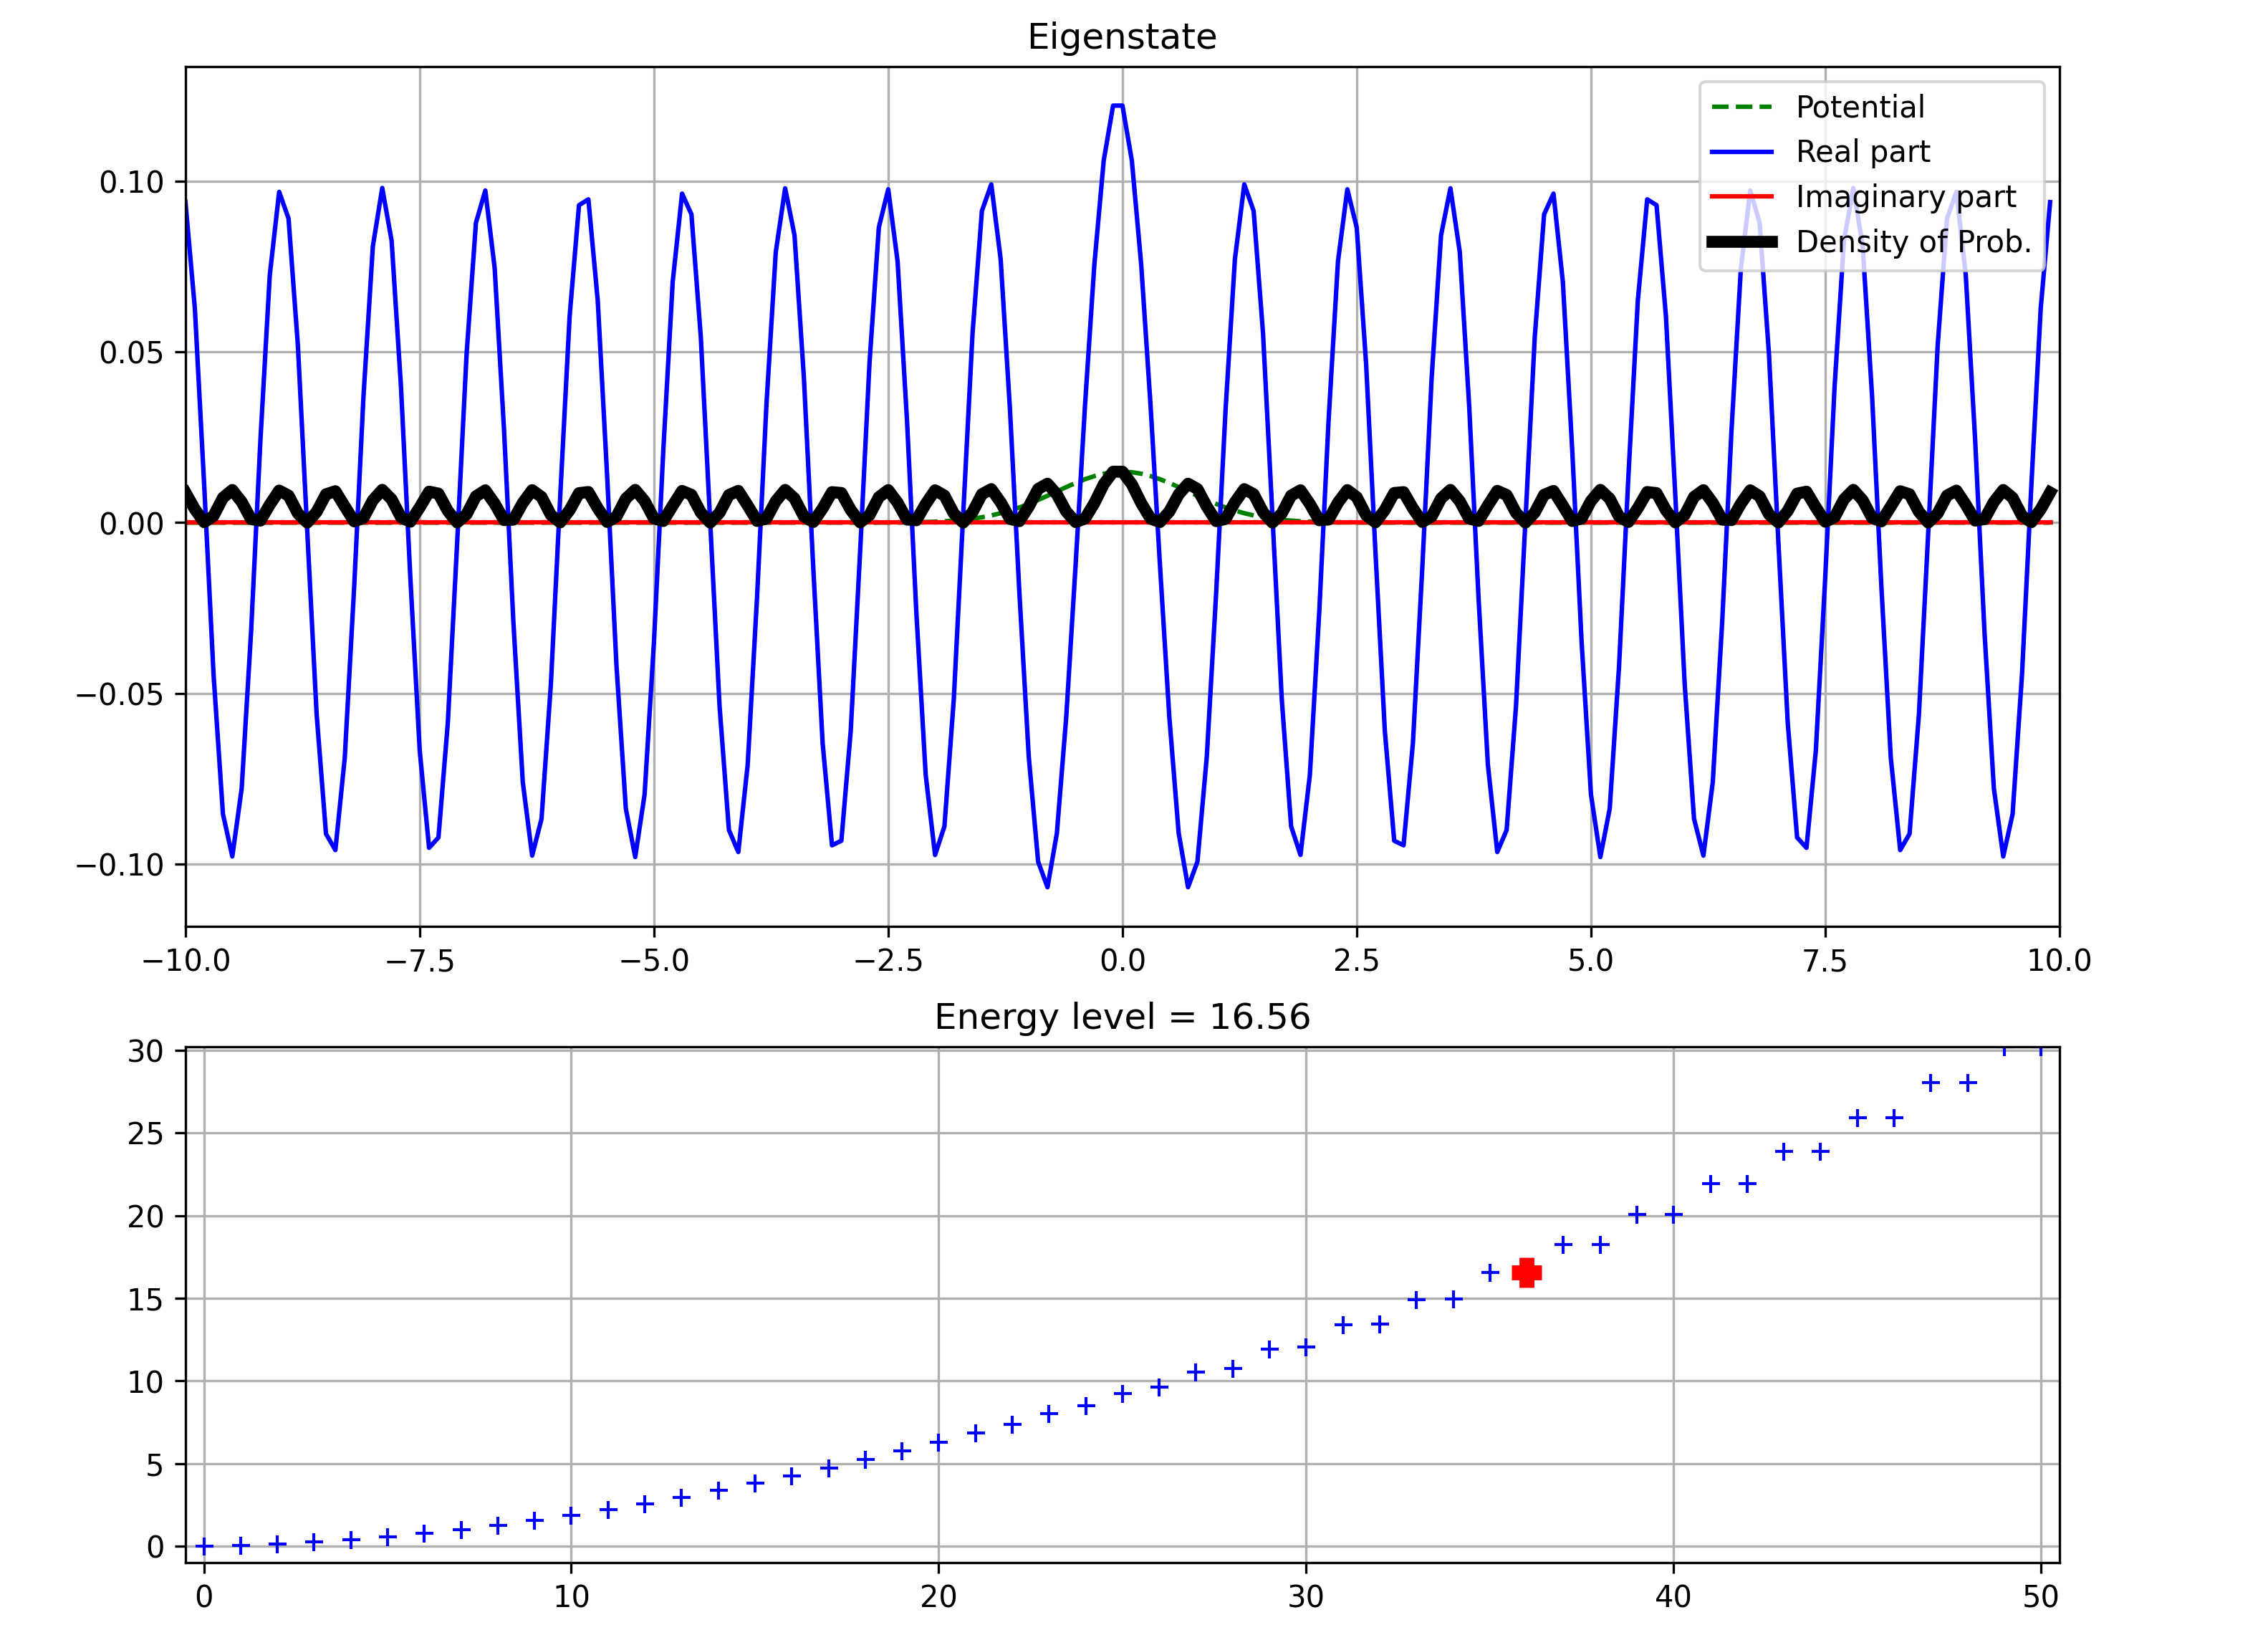 Eigenstate
Potential
Real part
Imaginary part
Density of Prob.
0.10
0.05
0.00
−0.05
−0.10
−10.0 −7.5 −5.0 −2.5 0.0 2.5 5.0 7.5 10.0
Energy level = 16.56
30
25
20
15
10
5
0
0 10 20 30 40 50